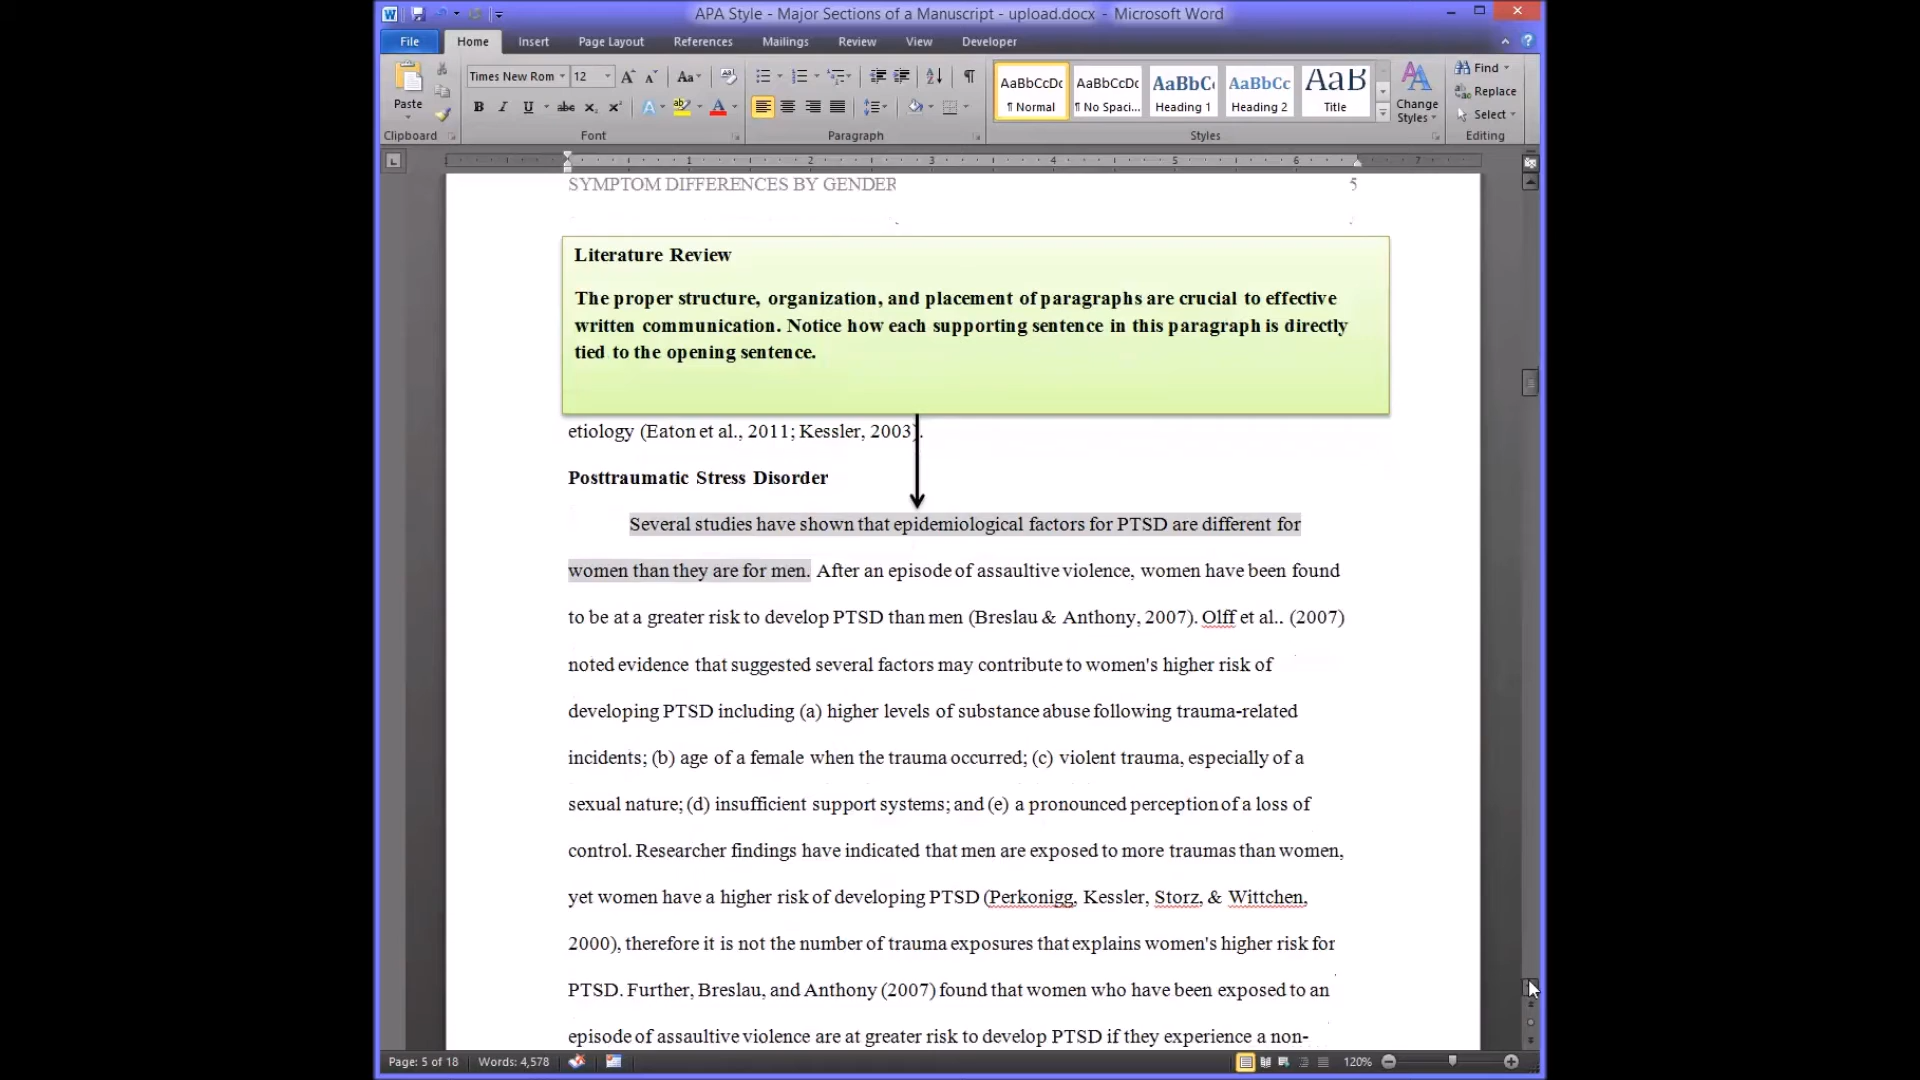 APA Style - Major Sections of a Manuscript - upload.docx - Microsoft Word
File Home Insert Page Layout References Mailings Review View Developer
Times New Rom 12
Paste
AaBbCcDc AaBbCcDc AaBbC AaBbCc AaB
¶ Normal ¶ No Spaci... Heading 1 Heading 2 Title
Change
Styles
Find
Replace
Select
Clipboard Font Paragraph Styles Editing
1 1 2 3 4 5 6 7
SYMPTOM DIFFERENCES BY GENDER 5
Literature Review
The proper structure, organization, and placement of paragraphs are crucial to effective
written communication. Notice how each supporting sentence in this paragraph is directly
tied to the opening sentence.
etiology (Eaton et al., 2011; Kessler, 2003).
Posttraumatic Stress Disorder
Several studies have shown that epidemiological factors for PTSD are different for
women than they are for men. After an episode of assaultive violence, women have been found
to be at a greater risk to develop PTSD than men (Breslau & Anthony, 2007). Olff et al.. (2007)
noted evidence that suggested several factors may contribute to women's higher risk of
developing PTSD including (a) higher levels of substance abuse following trauma-related
incidents; (b) age of a female when the trauma occurred; (c) violent trauma, especially of a
sexual nature; (d) insufficient support systems; and (e) a pronounced perception of a loss of
control. Researcher findings have indicated that men are exposed to more traumas than women,
yet women have a higher risk of developing PTSD (Perkonigg, Kessler, Storz, & Wittchen,
2000), therefore it is not the number of trauma exposures that explains women's higher risk for
PTSD. Further, Breslau, and Anthony (2007) found that women who have been exposed to an
episode of assaultive violence are at greater risk to develop PTSD if they experience a non-
Page: 5 of 18 Words: 4,578 120%